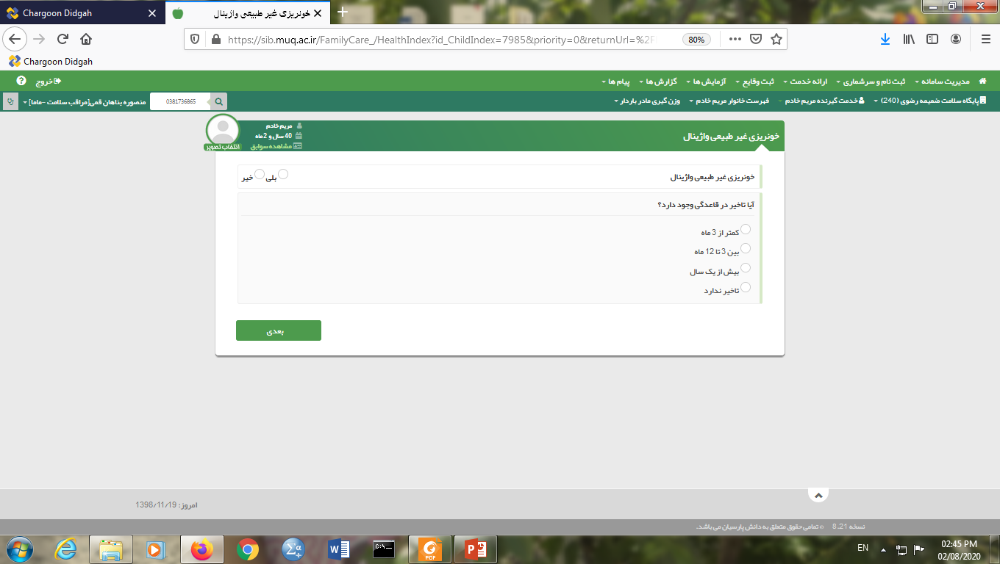 Chargoon Didgah
خونریزی غیر طبیعی واژینال
https://sib.muq.ac.ir/FamilyCare_/HealthIndex?id_ChildIndex=7985&priority=0&returnUrl=%2F
80%
Chargoon Didgah
مدیریت سامانه ثبت نام و سرشماری ارائه خدمت ثبت وقایع آزمایش ها گزارش ها پیام ها خروج
پایگاه سلامت ضمیمه رضوی (240) خدمت گیرنده مریم خادم فهرست خانوار مریم خادم وزن گیری مادر باردار 0381736865 منصوره بناهان قمی[مراقب سلامت -ماما]
مریم خادم
40 سال و 2 ماه
مشاهده سوابق
انتخاب تصویر
خونریزی غیر طبیعی واژینال
خونریزی غیر طبیعی واژینال بلی خیر
آیا تاخیر در قاعدگی وجود دارد؟
کمتر از 3 ماه
بین 3 تا 12 ماه
بیش از یک سال
تاخیر ندارد
بعدی
امروز: 1398/11/19
نسخه 8.21 © تمامی حقوق متعلق به دانش پارسیان می باشد.
EN
02:45 PM
02/08/2020